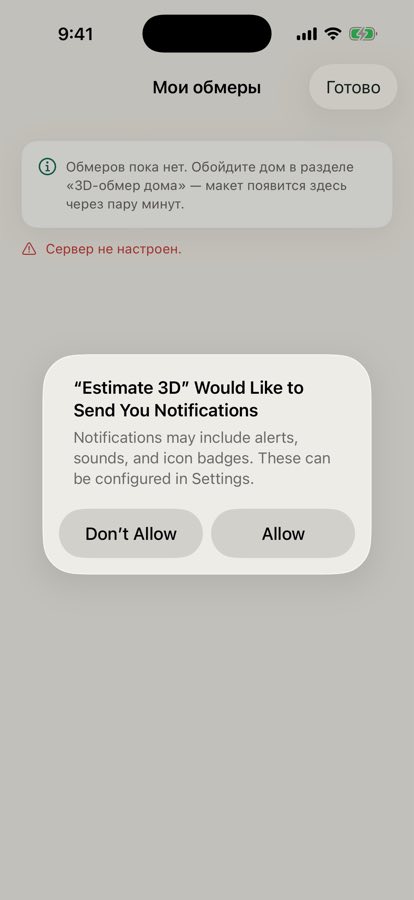 9:41
Мои обмеры
Готово
Обмеров пока нет. Обойдите дом в разделе
«3D-обмер дома» — макет появится здесь
через пару минут.
Сервер не настроен.
“Estimate 3D” Would Like to
Send You Notifications
Notifications may include alerts,
sounds, and icon badges. These can
be configured in Settings.
Don’t Allow
Allow